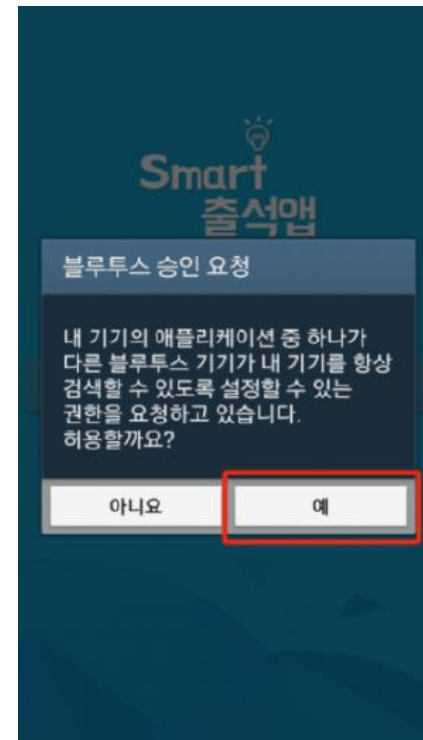 Smart
출석앱
블루투스 승인 요청
내 기기의 애플리케이션 중 하나가
다른 블루투스 기기가 내 기기를 항상
검색할 수 있도록 설정할 수 있는
권한을 요청하고 있습니다.
허용할까요?
아니요
예